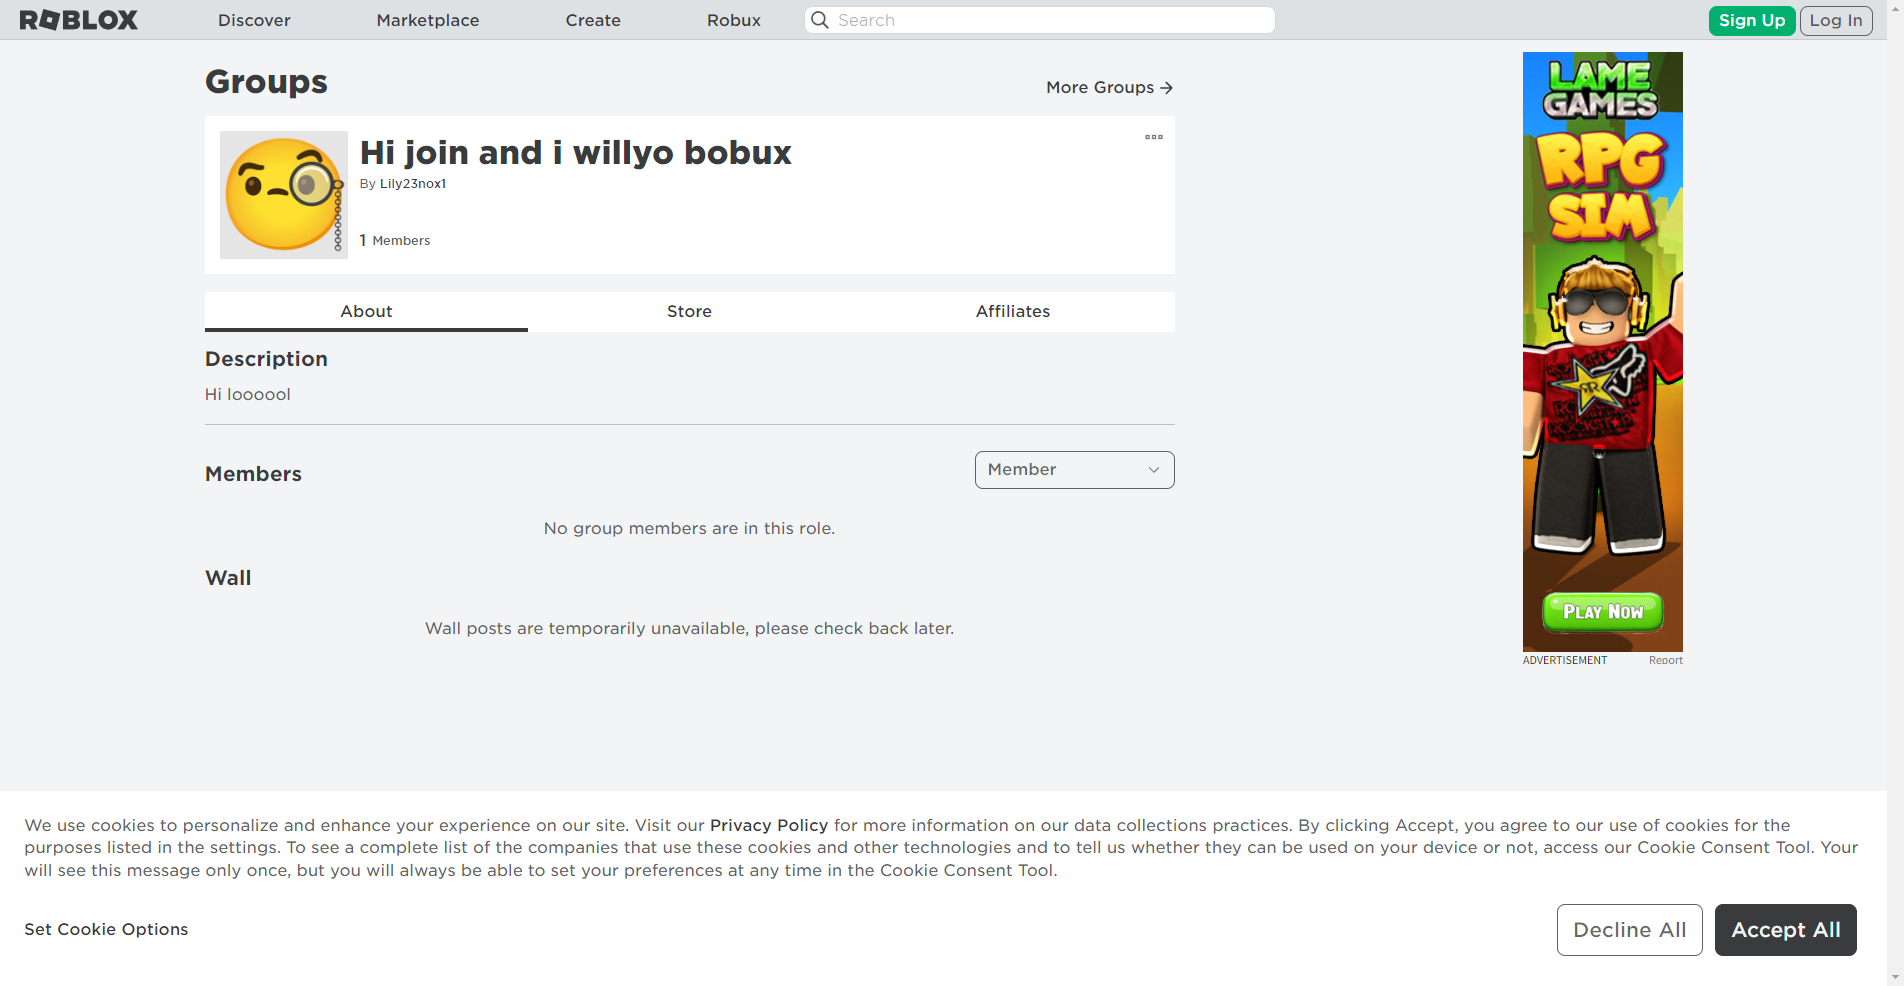 ROBLOX
Discover
Marketplace
Create
Robux
Search
Sign Up
Log In
Groups
More Groups →
Hi join and i willyo bobux
By Lily23nox1
1 Members
About
Store
Affiliates
Description
Hi loooool
Members
Member
No group members are in this role.
Wall
Wall posts are temporarily unavailable, please check back later.
LAME
GAMES
RPG
SIM
ROCKSTAR
PLAY NOW
ADVERTISEMENT
Report
We use cookies to personalize and enhance your experience on our site. Visit our Privacy Policy for more information on our data collections practices. By clicking Accept, you agree to our use of cookies for the
purposes listed in the settings. To see a complete list of the companies that use these cookies and other technologies and to tell us whether they can be used on your device or not, access our Cookie Consent Tool. Your
will see this message only once, but you will always be able to set your preferences at any time in the Cookie Consent Tool.
Set Cookie Options
Decline All
Accept All